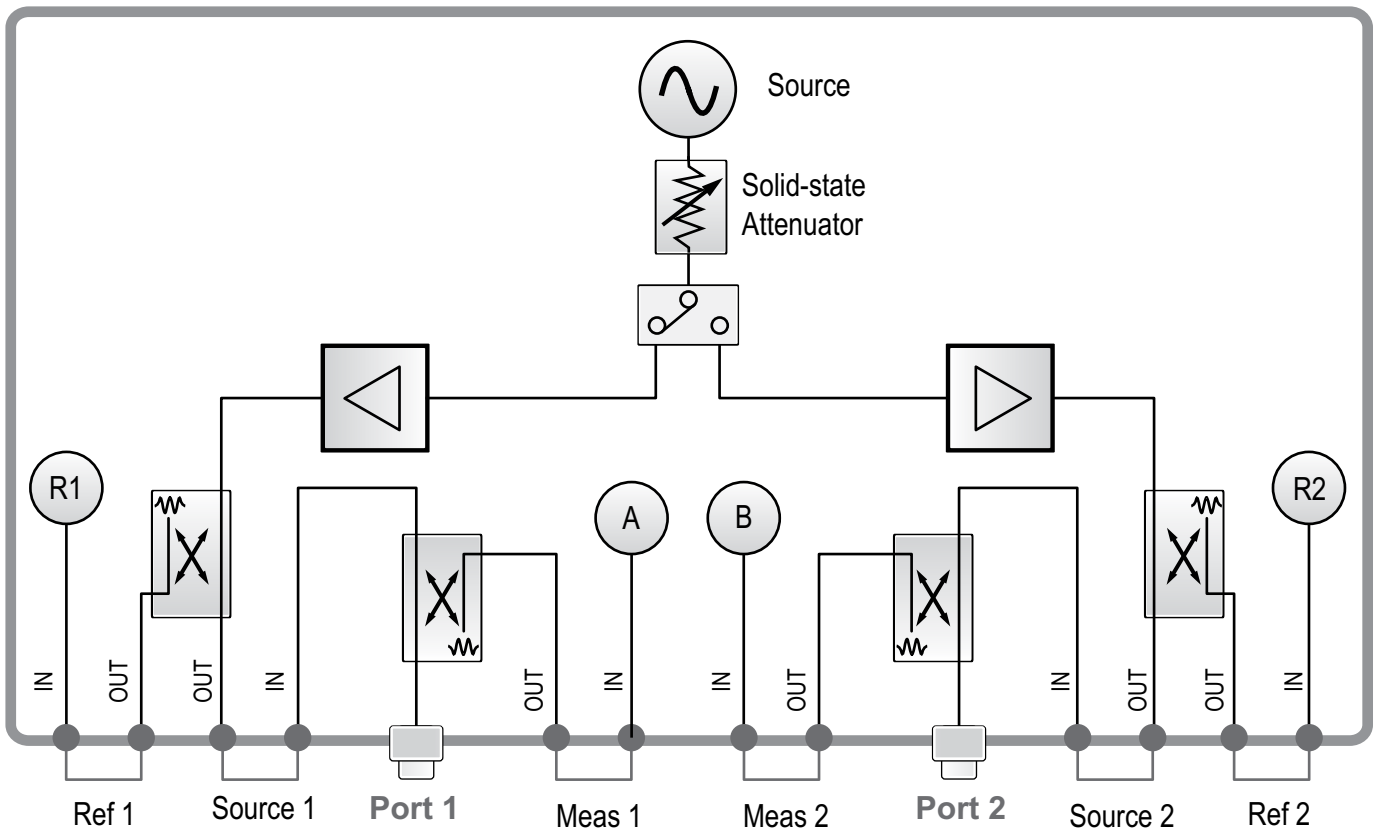 Source
Solid-state
Attenuator
R1
A
B
R2
IN
OUT
OUT
IN
OUT
IN
IN
OUT
IN
OUT
OUT
IN
Ref 1
Source 1
Port 1
Meas 1
Meas 2
Port 2
Source 2
Ref 2